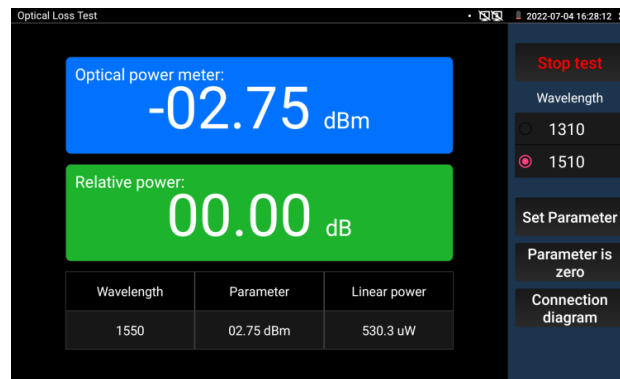 Optical Loss Test
2022-07-04 16:28:12
Optical power meter:
-02.75 dBm
Relative power:
00.00 dB
Wavelength Parameter Linear power
1550 02.75 dBm 530.3 uW
Stop test
Wavelength
1310
1510
Set Parameter
Parameter is
zero
Connection
diagram